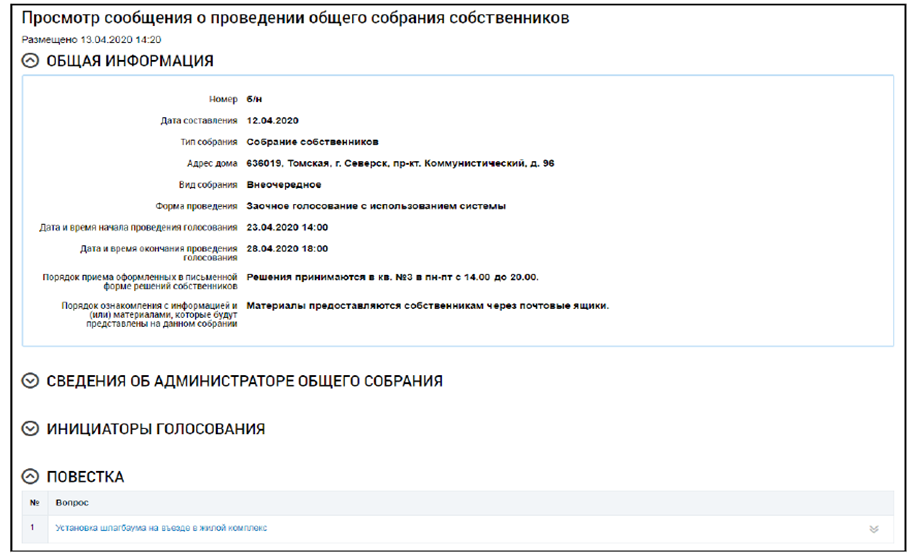 Просмотр сообщения о проведении общего собрания собственников
Размещено 13.04.2020 14:20
ОБЩАЯ ИНФОРМАЦИЯ
Номер б/н
Дата составления 12.04.2020
Тип собрания Собрание собственников
Адрес дома 636019, Томская, г. Северск, пр-кт. Коммунистический, д. 96
Вид собрания Внеочередное
Форма проведения Заочное голосование с использованием системы
Дата и время начала проведения голосования 23.04.2020 14:00
Дата и время окончания проведения 28.04.2020 18:00
голосования
Порядок приема оформленных в письменной Решения принимаются в кв. №3 в пн-пт с 14.00 до 20.00.
форме решений собственников
Порядок ознакомления с информацией и Материалы предоставляются собственникам через почтовые ящики.
(или) материалами, которые будут
представлены на данном собрании
СВЕДЕНИЯ ОБ АДМИНИСТРАТОРЕ ОБЩЕГО СОБРАНИЯ
ИНИЦИАТОРЫ ГОЛОСОВАНИЯ
ПОВЕСТКА
№ Вопрос
1 Установка шлагбаума на въезде в жилой комплекс